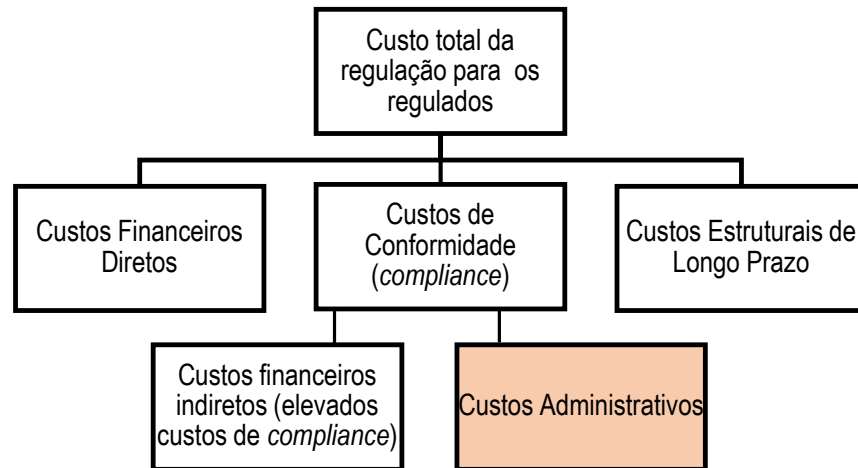 Custo total da
regulação para os
regulados
Custos Financeiros
Diretos
Custos de
Conformidade
(compliance)
Custos Estruturais de
Longo Prazo
Custos financeiros
indiretos (elevados
custos de compliance)
Custos Administrativos